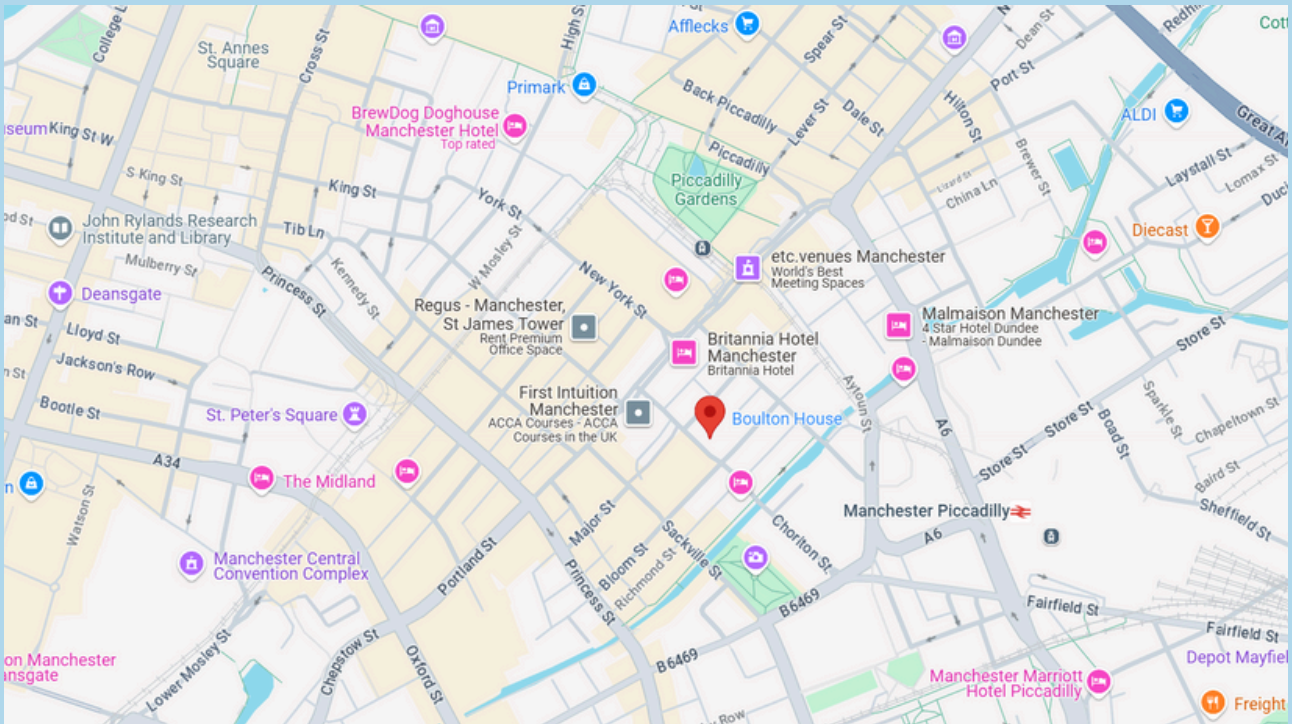 College L
St. Annes
Square
Cross St
High St
Afflecks
Spear St
N
Dean St
Redhi
Cott
Primark
Port St
BrewDog Doghouse
Manchester Hotel
Top rated
Back Piccadilly
Lever St
Dale St
Hilton St
ALDI
Great A
useum
King St W
Piccadilly
Brewer St
Laystall St
Lomax St
S King St
King St
York St
Piccadilly
Gardens
Lizard St
China Ln
Duci
od St
John Rylands Research
Institute and Library
Tib Ln
W Mosley St
Diecast
Mulberry St
Kennedy St
Princess St
New York St
etc.venues Manchester
World's Best
Meeting Spaces
Deansgate
Regus - Manchester,
St James Tower
Rent Premium
Office Space
Malmaison Manchester
4 Star Hotel Dundee
- Malmaison Dundee
an St
Lloyd St
Britannia Hotel
Manchester
Britannia Hotel
Store St
Jackson's Row
n St
Bootle St
St. Peter's Square
First Intuition
Manchester
ACCA Courses - ACCA
Courses in the UK
Boulton House
Aytoun St
A6
Store St
Boad St
Sparkle St
Chapeltown St
A34
The Midland
Store St
Baird St
n
Watson St
Major St
Sackville St
Chorlton St
Manchester Piccadilly
A6
Sheffield St
Manchester Central
Convention Complex
Portland St
Princess St
Bloom St
Richmond St
B6469
Fairfield St
Fairfield St
on Manchester
ansgate
Lower Mosley St
Chepstow St
Oxford St
B6469
Depot Mayfiel
Manchester Marriott
Hotel Piccadilly
Freight
y Row